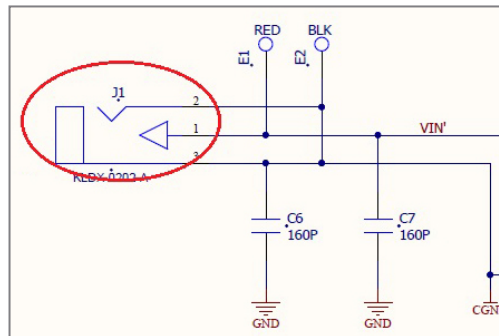 RED
BLK
E1
E2
J1
2
1
3
VIN'
KLDX-0202-A
C6
160P
C7
160P
GND
GND
CGN